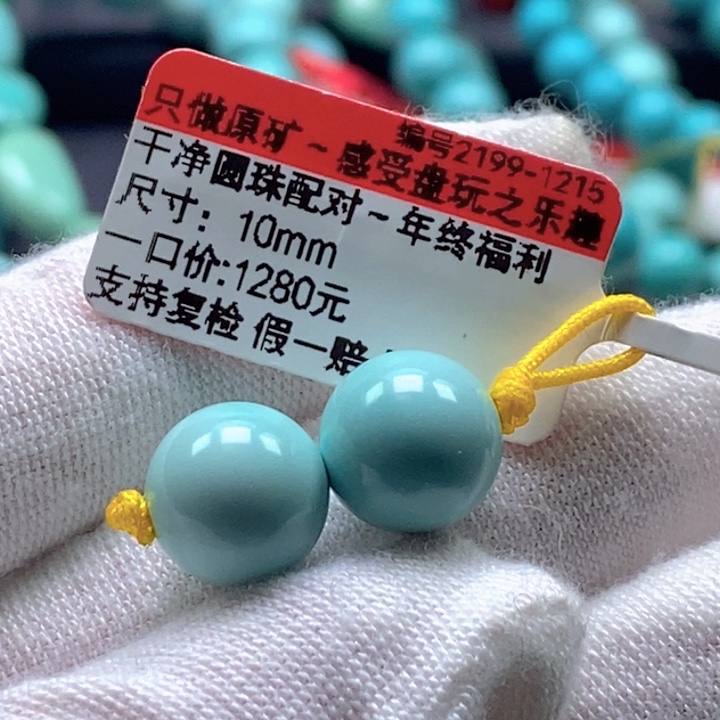 编号2199-1215
只做原矿～感受盘玩之乐趣
干净圆珠配对～年终福利
尺寸：10mm
一口价:1280元
支持复检 假一赔